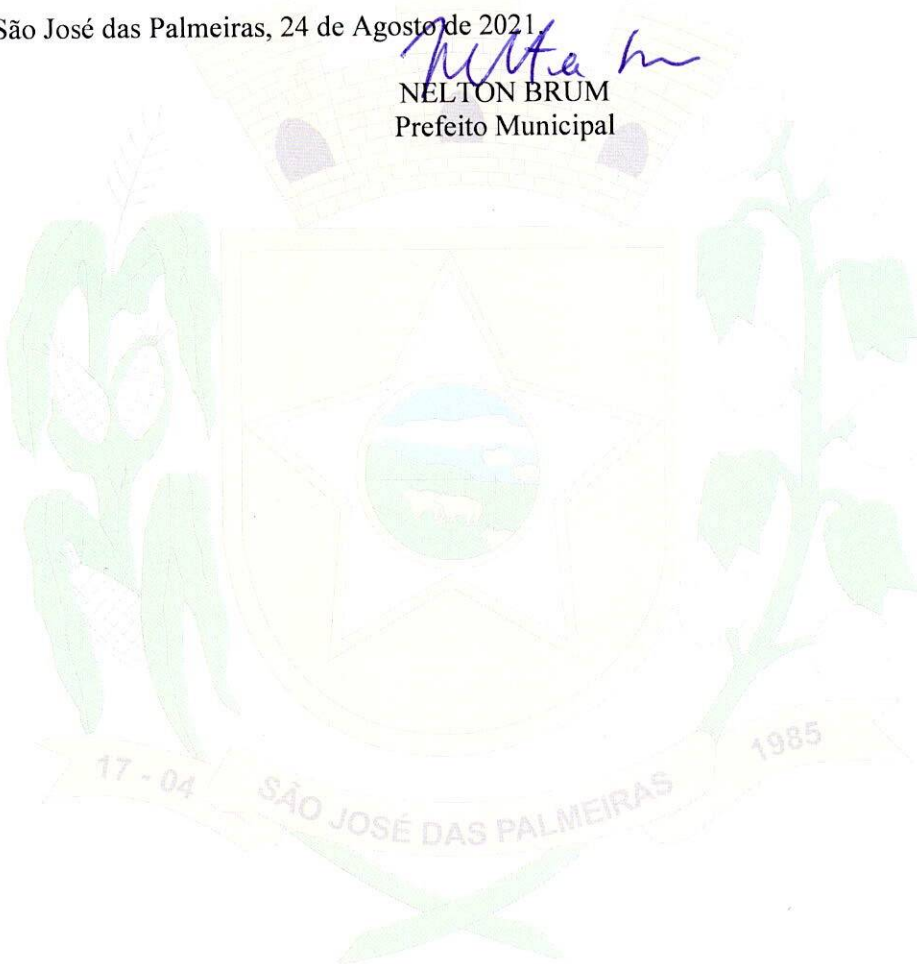 São José das Palmeiras, 24 de Agosto de 2021.
NELTON BRUM
Prefeito Municipal
17 - 04
SÃO JOSÉ DAS PALMEIRAS
1985